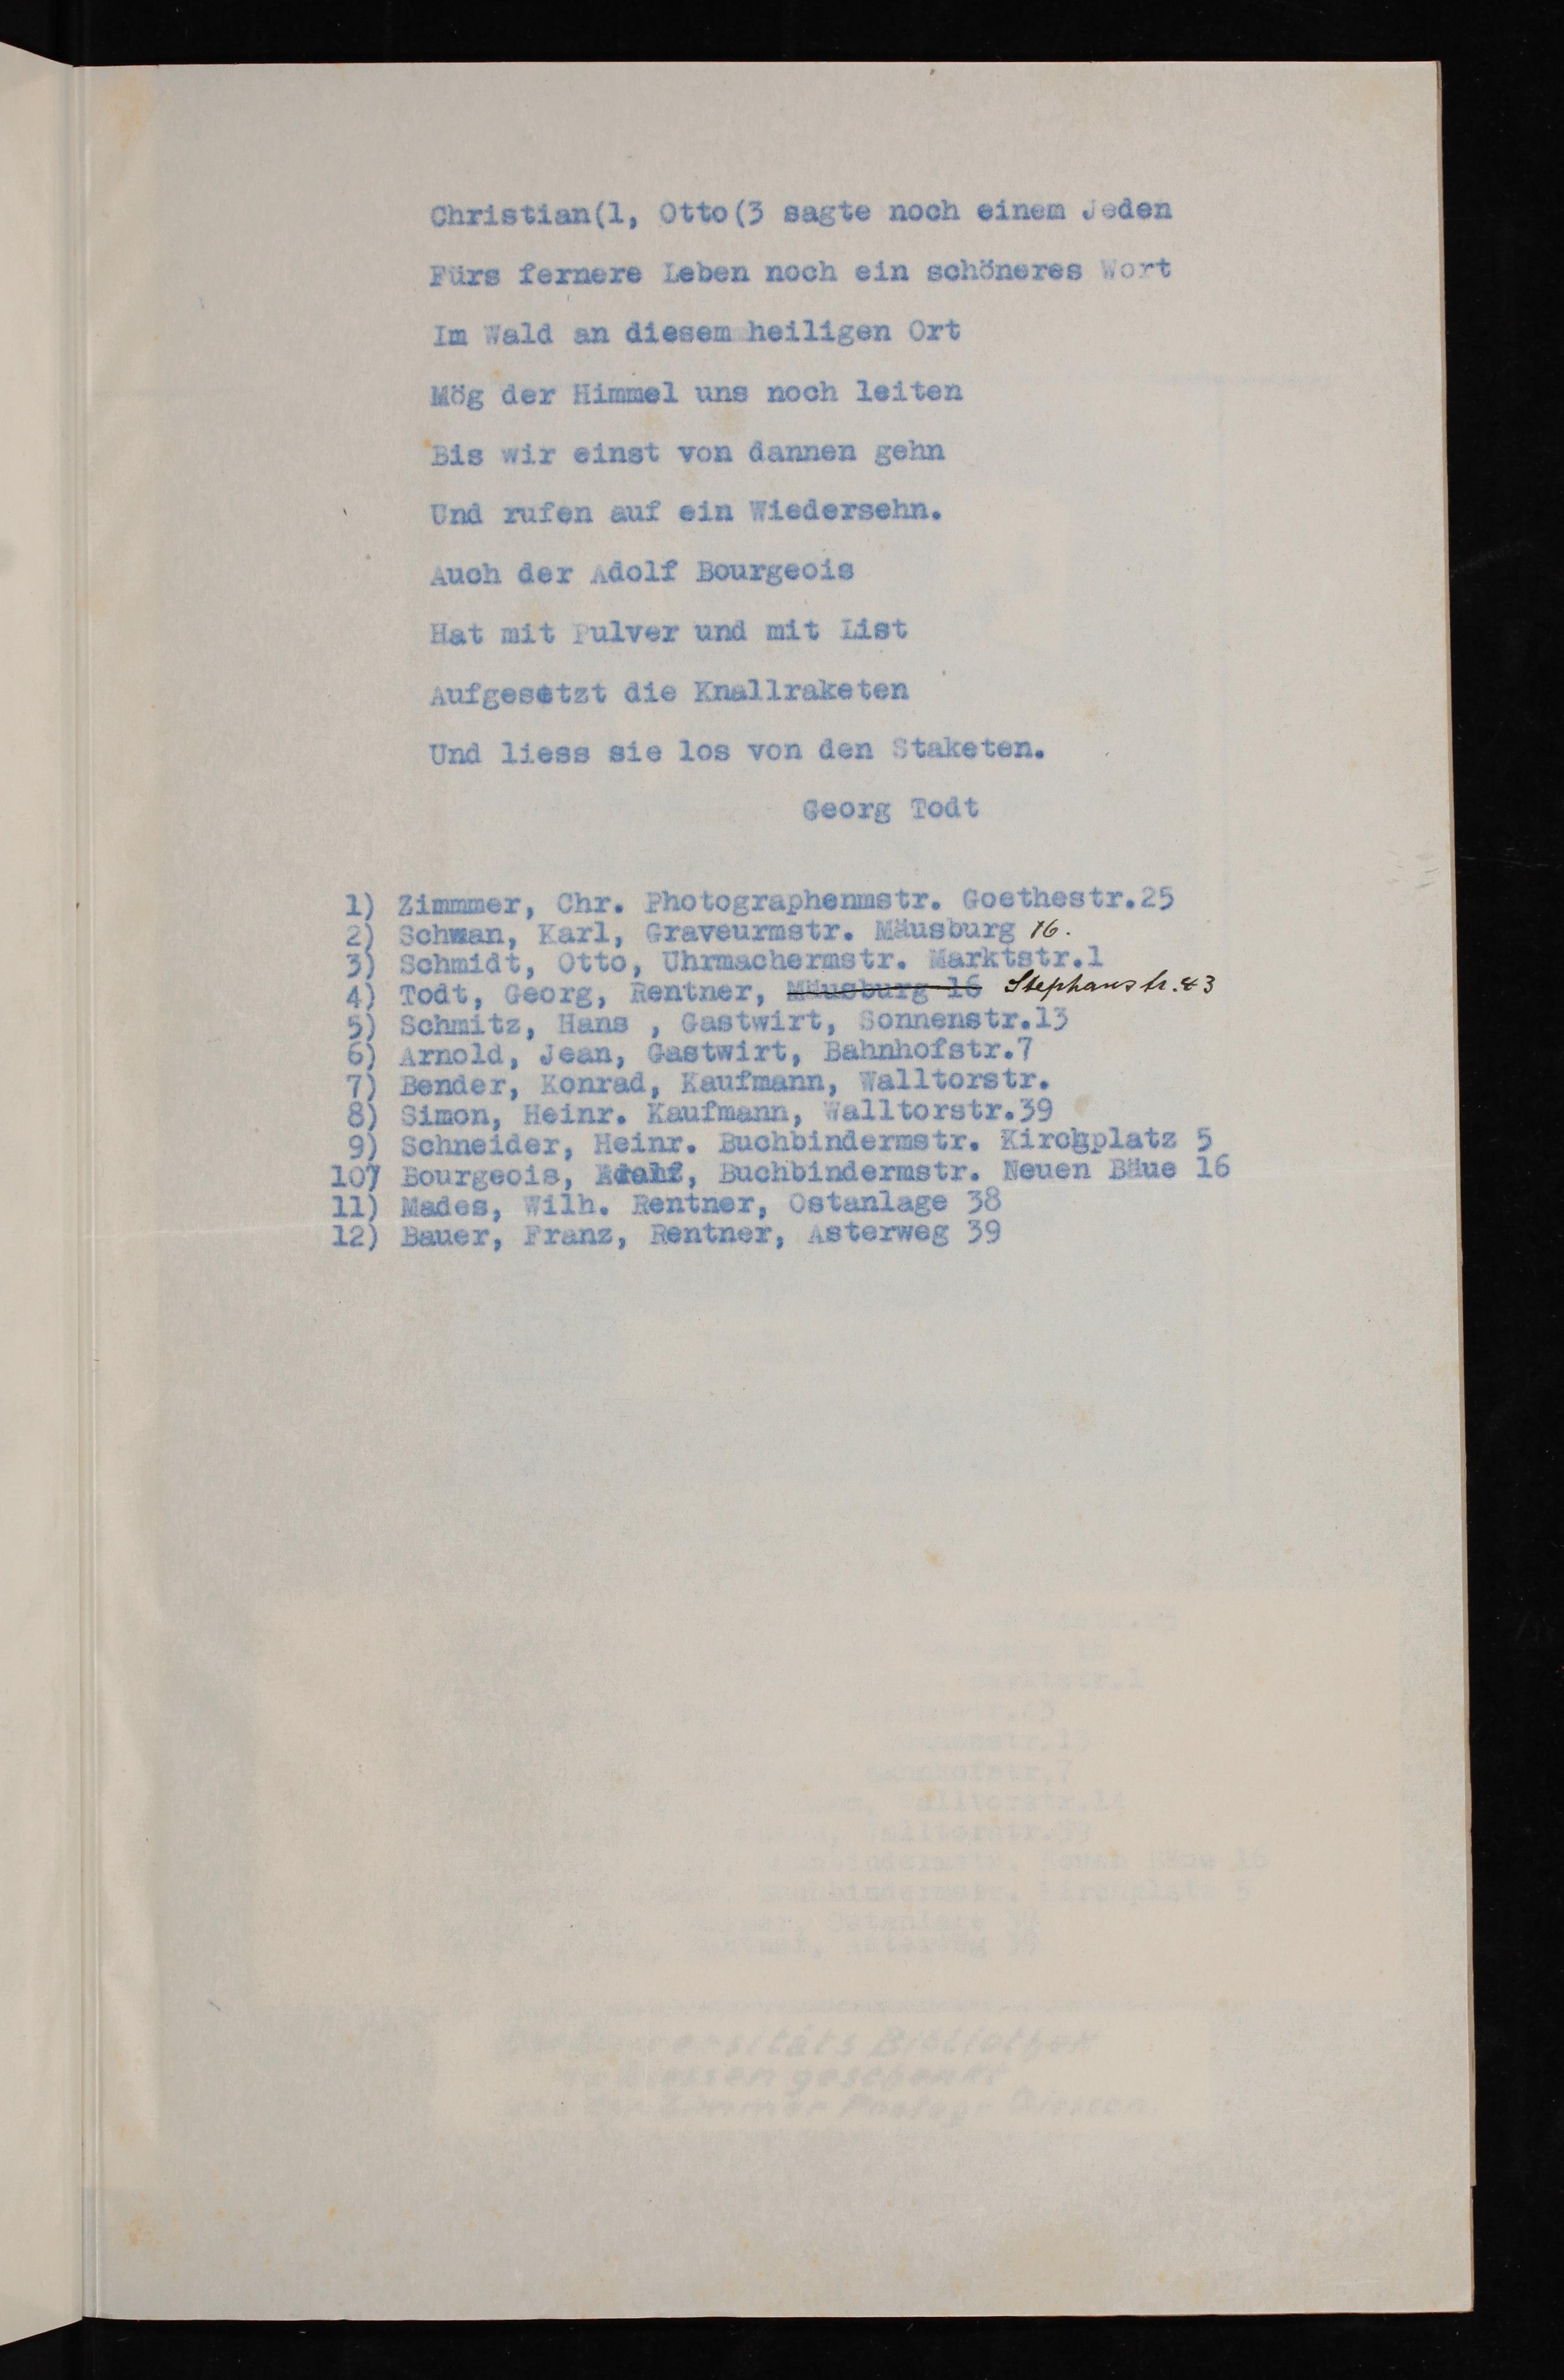 Christian(1, Otto(3 sagte noch einem Jeden
Fürs fernere Leben noch ein schöneres Wort
Im Wald an diesem heiligen Ort
Mög der Himmel uns noch leiten
Bis wir einst von dannen gehn
Und rufen auf ein Wiedersehn.
Auch der Adolf Bourgeois
Hat mit Pulver und mit List
Aufgesetzt die Knallraketen
Und liess sie los von den Staketen.
Georg Todt
1) Zimmmer, Chr. Photographenmstr. Goethestr.25
2) Schwan, Karl, Graveurmstr. Mäusburg 16.
3) Schmidt, Otto, Uhrmachermstr. Marktstr.1
4) Todt, Georg, Rentner, Mäusburg 16 Stephanstr. 43
5) Schmitz, Hans , Gastwirt, Sonnenstr.13
6) Arnold, Jean, Gastwirt, Bahnhofstr.7
7) Bender, Konrad, Kaufmann, Walltorstr.
8) Simon, Heinr. Kaufmann, Walltorstr.39
9) Schneider, Heinr. Buchbindermstr. Kirchplatz 5
10) Bourgeois, Buchbindermstr. Neuen Bäue 16
11) Mades, Wilh. Rentner, Ostanlage 38
12) Bauer, Franz, Rentner, Asterweg 39